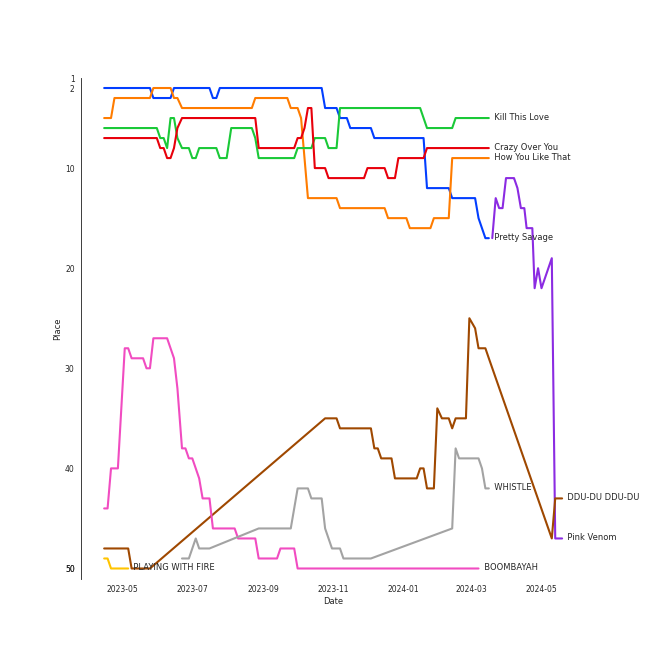 1
2
Kill This Love
Crazy Over You
How You Like That
10
Pretty Savage
20
Place
30
40
WHISTLE
DDU-DU DDU-DU
Pink Venom
50
PLAYING WITH FIRE
BOOMBAYAH
2023-05
2023-07
2023-09
2023-11
2024-01
2024-03
2024-05
Date